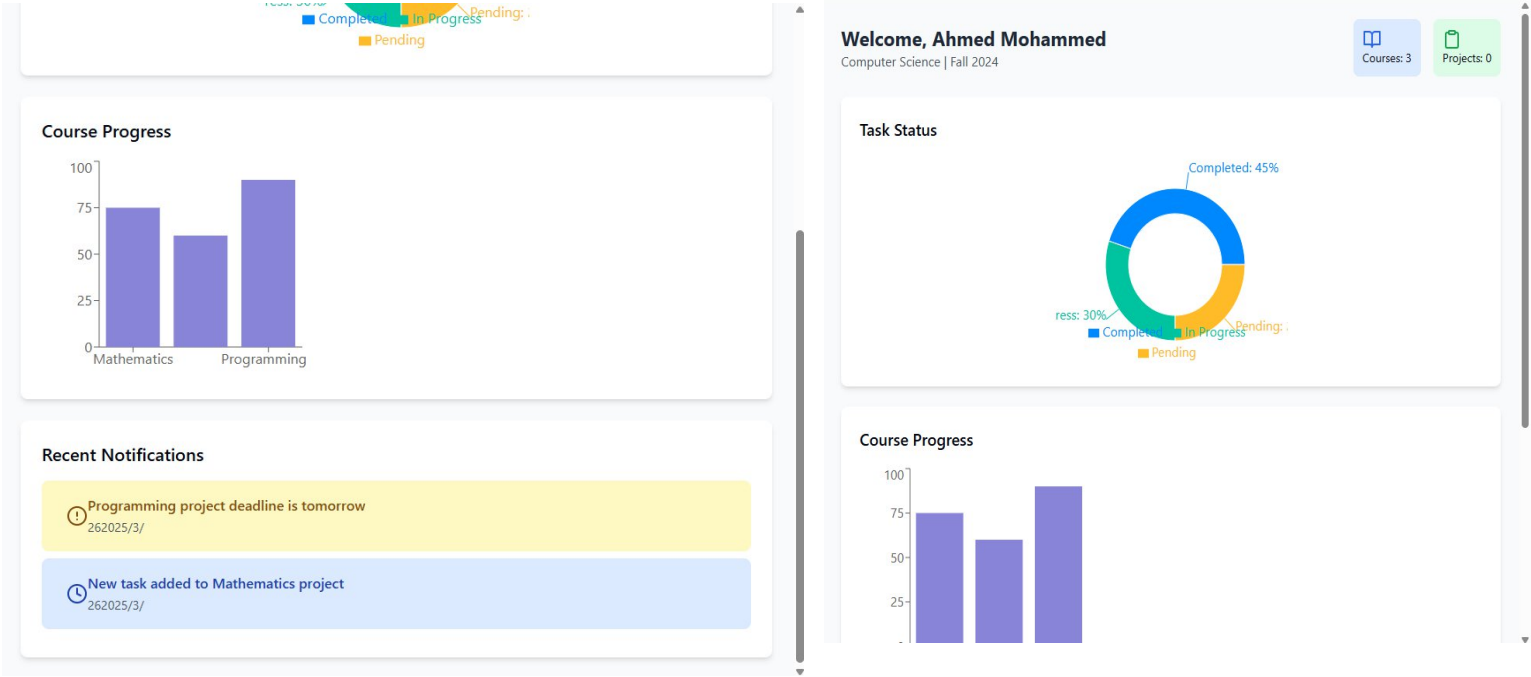 Completed In Progress
Pending:
Pending
Course Progress
100
75
50
25
0
Mathematics Programming
Recent Notifications
Programming project deadline is tomorrow
262025/3/
New task added to Mathematics project
262025/3/
Welcome, Ahmed Mohammed
Computer Science | Fall 2024
Courses: 3
Projects: 0
Task Status
Completed: 45%
ress: 30%
Pending: .
Completed In Progress
Pending
Course Progress
100
75
50
25